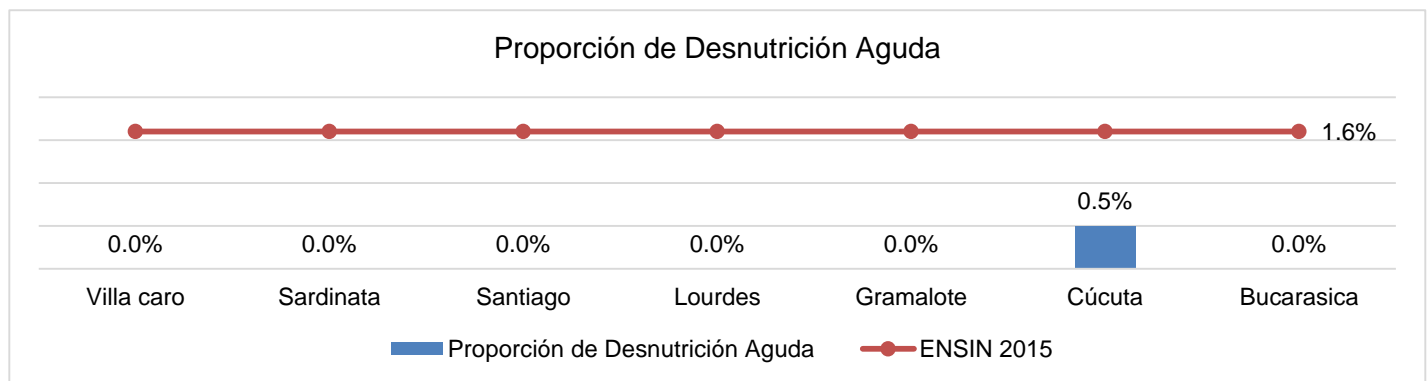 Proporción de Desnutrición Aguda
1.6%
0.5%
0.0% 0.0% 0.0% 0.0% 0.0% 0.0%
Villa caro Sardinata Santiago Lourdes Gramalote Cúcuta Bucarasica
Proporción de Desnutrición Aguda ENSIN 2015